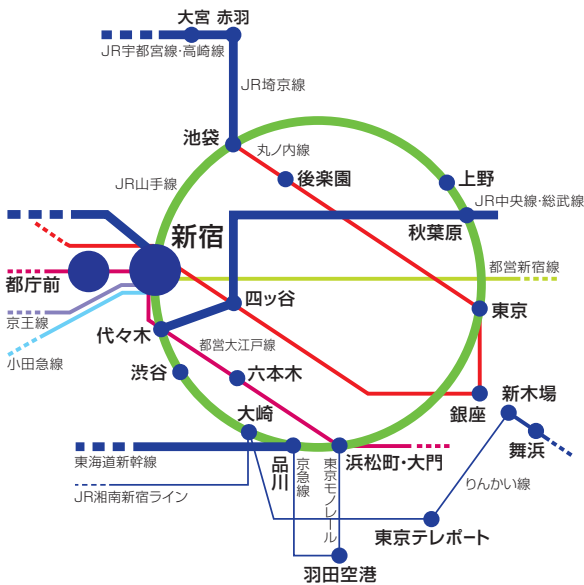 大宮 赤羽
JR宇都宮線・高崎線
JR埼京線
池袋
丸ノ内線
後楽園
上野
JR山手線
JR中央線・総武線
秋葉原
新宿
都営新宿線
都庁前
四ッ谷
東京
京王線
代々木
都営大江戸線
小田急線
渋谷
六本木
新木場
大崎
銀座
舞浜
東海道新幹線
品川
京急線
東京モノレール
浜松町・大門
りんかい線
JR湘南新宿ライン
東京テレポート
羽田空港